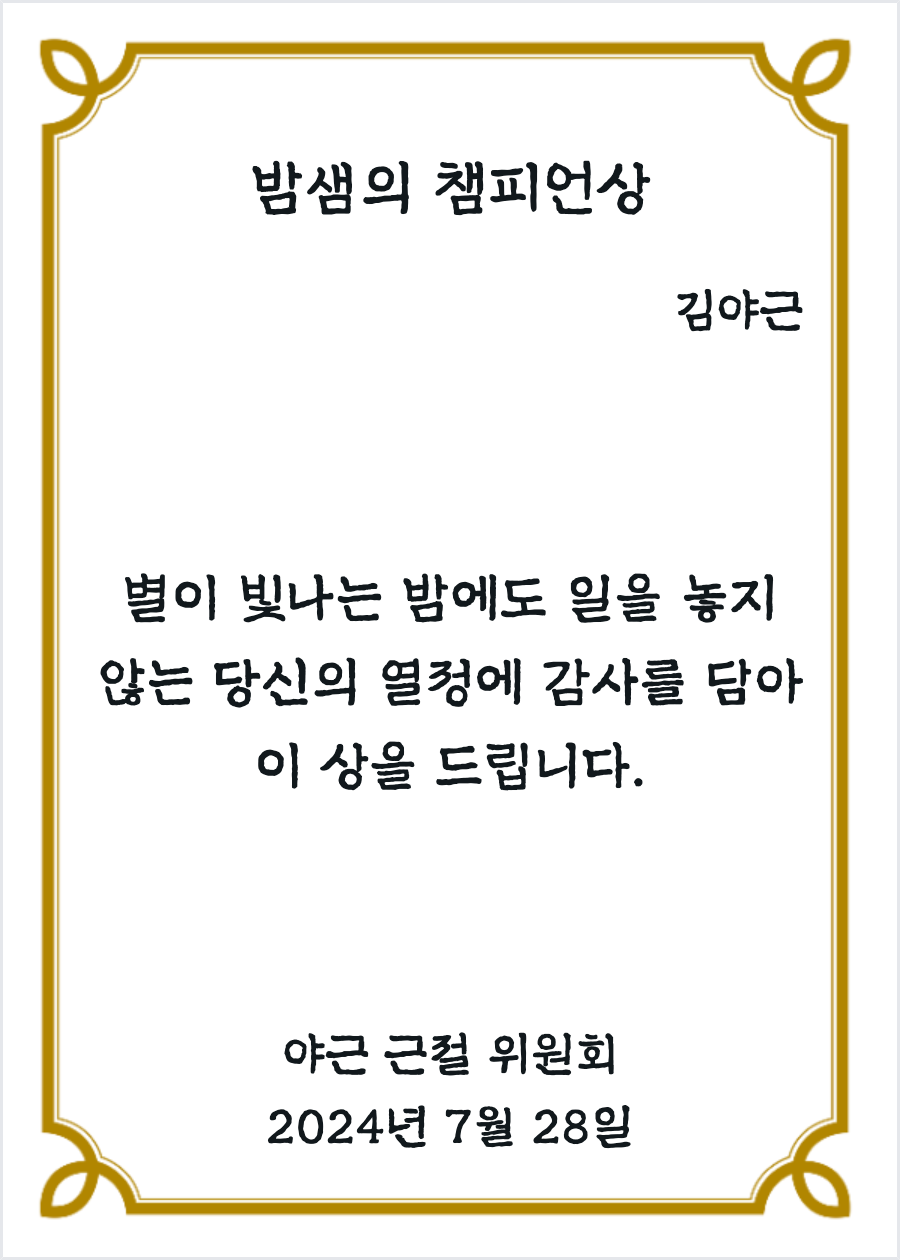 밤샘의 챔피언상
김야근
별이 빛나는 밤에도 일을 놓지
않는 당신의 열정에 감사를 담아
이 상을 드립니다.
야근 근절 위원회
2024년 7월 28일